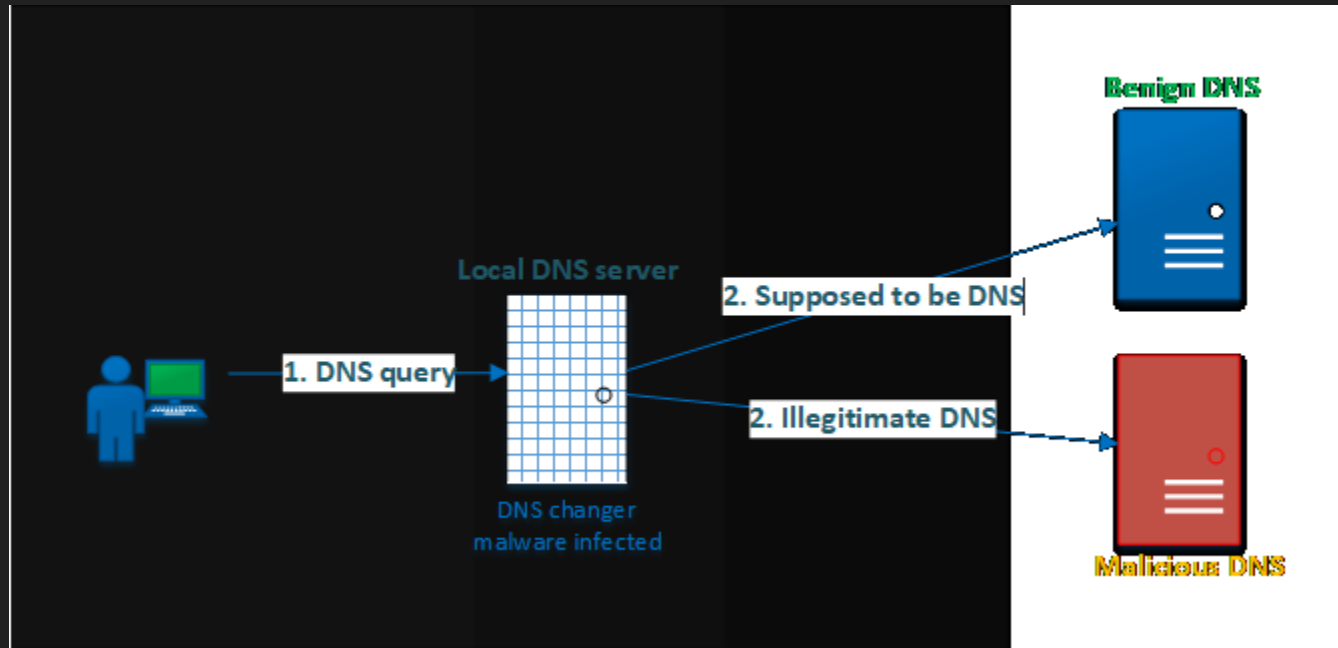 Benign DNS
Local DNS server
2. Supposed to be DNS
1. DNS query
2. Illegitimate DNS
DNS changer
malware infected
Malicious DNS